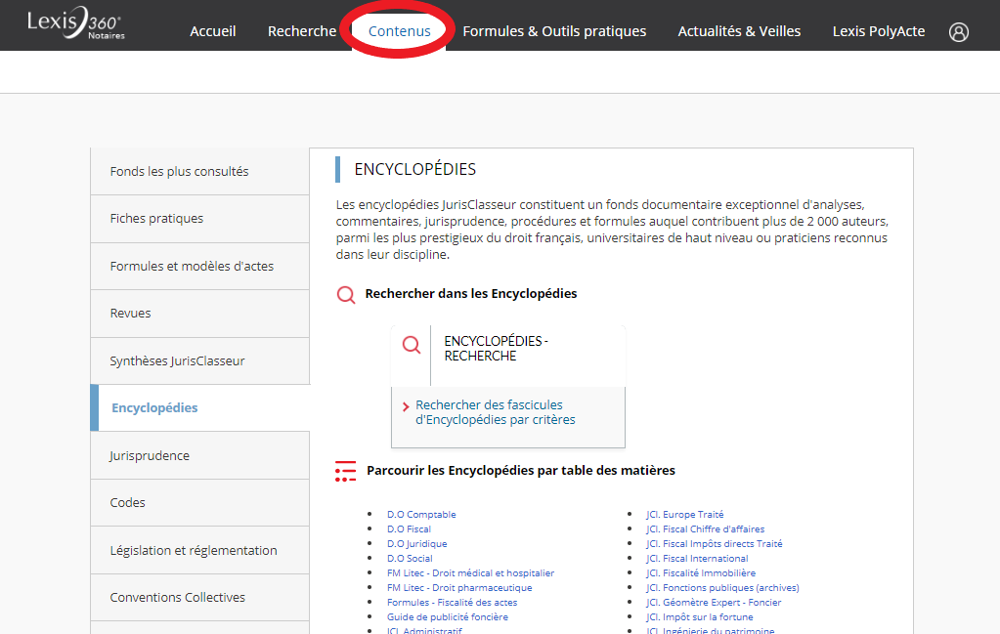 Lexis 360®
Notaires
Accueil
Recherche
Contenus
Formules & Outils pratiques
Actualités & Veilles
Lexis PolyActe
Fonds les plus consultés
Fiches pratiques
Formules et modèles d'actes
Revues
Synthèses JurisClasseur
Encyclopédies
Jurisprudence
Codes
Législation et réglementation
Conventions Collectives
ENCYCLOPÉDIES
Les encyclopédies JurisClasseur constituent un fonds documentaire exceptionnel d'analyses,
commentaires, jurisprudence, procédures et formules auquel contribuent plus de 2 000 auteurs,
parmi les plus prestigieux du droit français, universitaires de haut niveau ou praticiens reconnus
dans leur discipline.
Rechercher dans les Encyclopédies
ENCYCLOPÉDIES -
RECHERCHE
Rechercher des fascicules
d'Encyclopédies par critères
Parcourir les Encyclopédies par table des matières
D.O Comptable
D.O Fiscal
D.O Juridique
D.O Social
FM Litec - Droit médical et hospitalier
FM Litec - Droit pharmaceutique
Formules - Fiscalité des actes
Guide de publicité foncière
JCl. Administratif
JCl. Europe Traité
JCl. Fiscal Chiffre d'affaires
JCl. Fiscal Impôts directs Traité
JCl. Fiscal International
JCl. Fiscalité Immobilière
JCl. Fonctions publiques (archives)
JCl. Géomètre Expert - Foncier
JCl. Impôt sur la fortune
JCl. Ingénierie du patrimoine